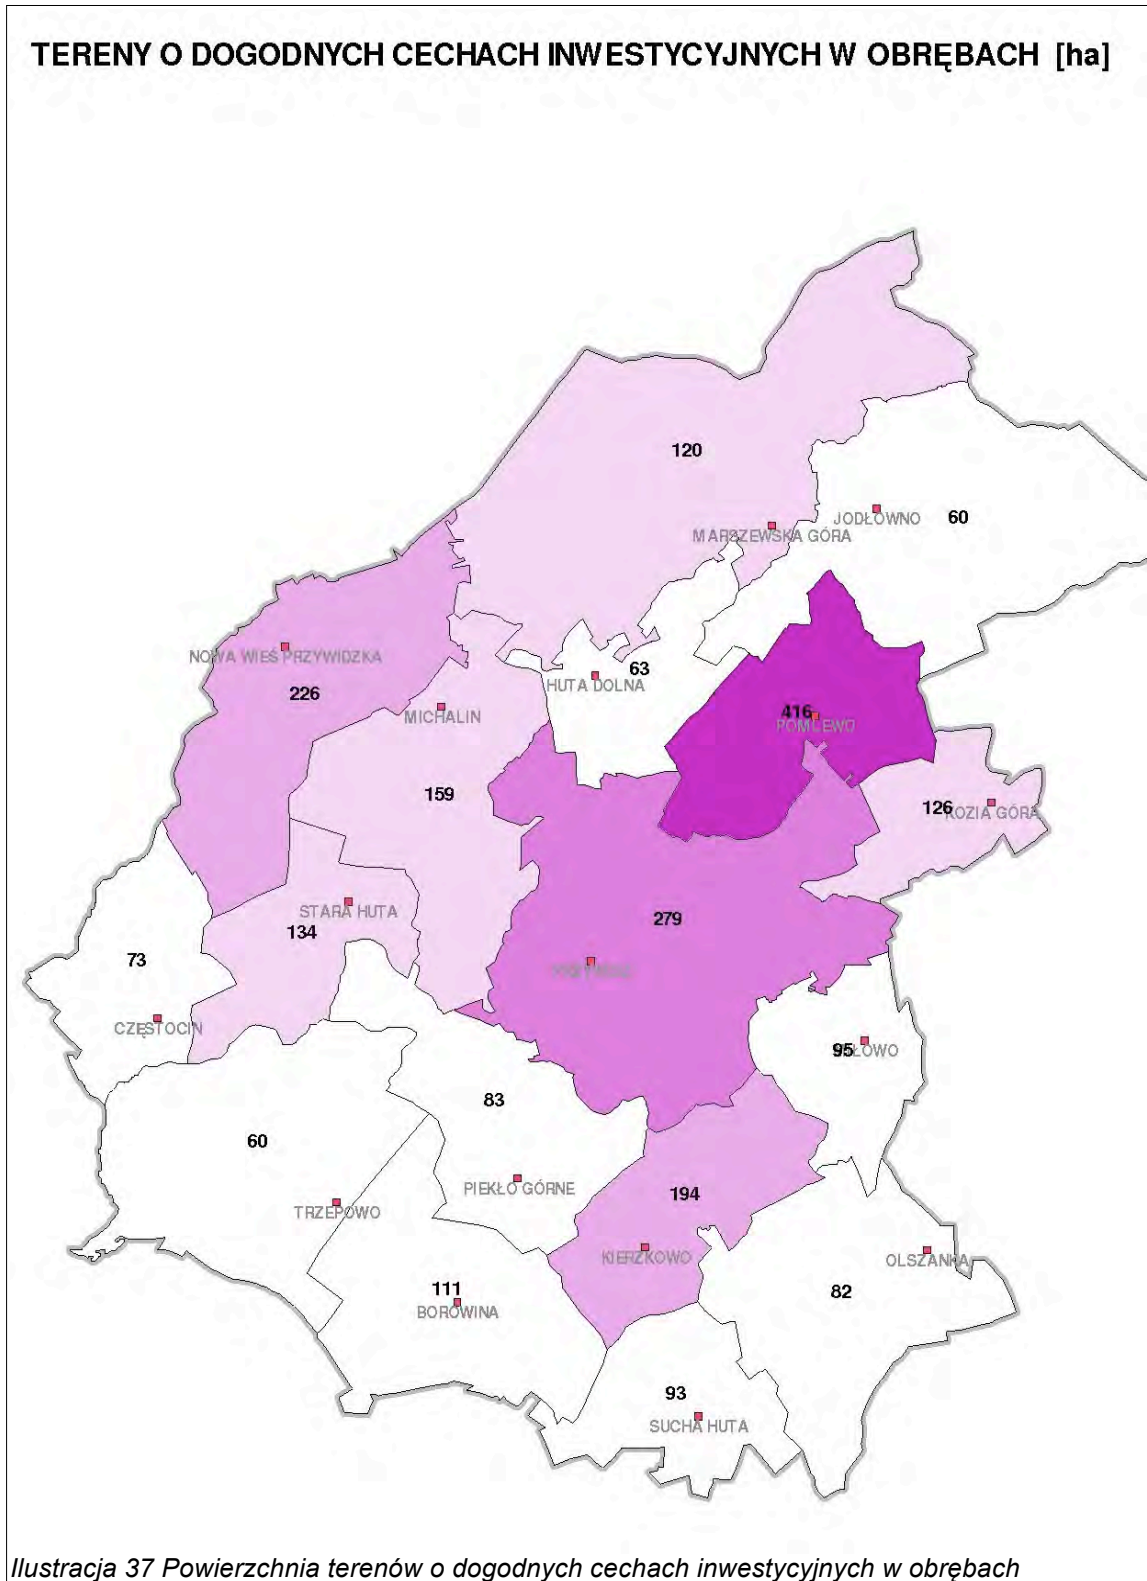 TERENY O DOGODNYCH CECHACH INWESTYCYJNYCH W OBRĘBACH [ha]
120
JODŁOWNO
60
MARSZEWSKA GÓRA
NOWA WIEŚ PRZYWIDZKA
226
63
HUTA DOLNA
MICHALIN
416
POMLEWO
159
126
KOZIA GÓRA
STARA HUTA
134
279
73
CZĘSTOCIN
95
83
60
PIEKŁO GÓRNE
194
TRZEPOWO
KIERZKOWO
OLSZANKA
111
BOROWINA
82
93
SUCHA HUTA
Ilustracja 37 Powierzchnia terenów o dogodnych cechach inwestycyjnych w obrębach